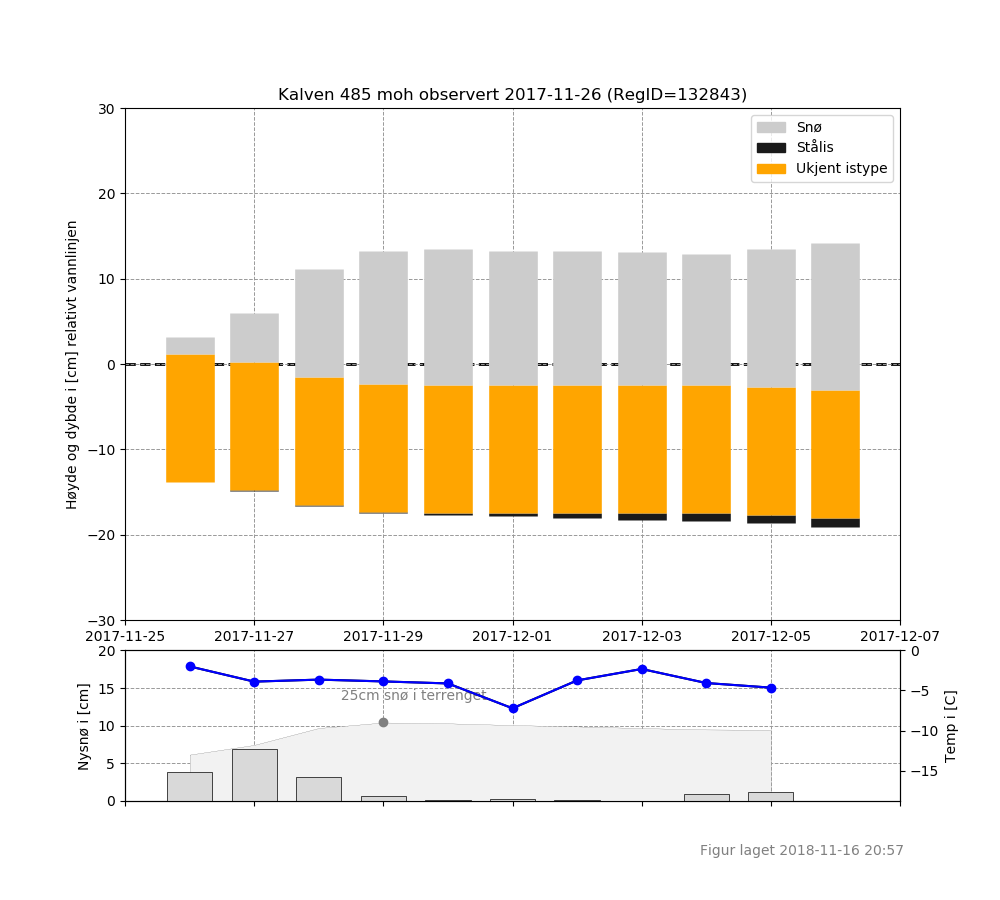 Kalven 485 moh observert 2017-11-26 (RegID=132843)
30
20
10
0
−10
−20
−30
Høyde og dybde i [cm] relativt vannlinjen
Snø
Stålis
Ukjent istype
2017-11-25 2017-11-27 2017-11-29 2017-12-01 2017-12-03 2017-12-05 2017-12-07
20
15
10
5
0
Nysnø i [cm]
25cm snø i terrenget
0
−5
−10
−15
Temp i [C]
Figur laget 2018-11-16 20:57